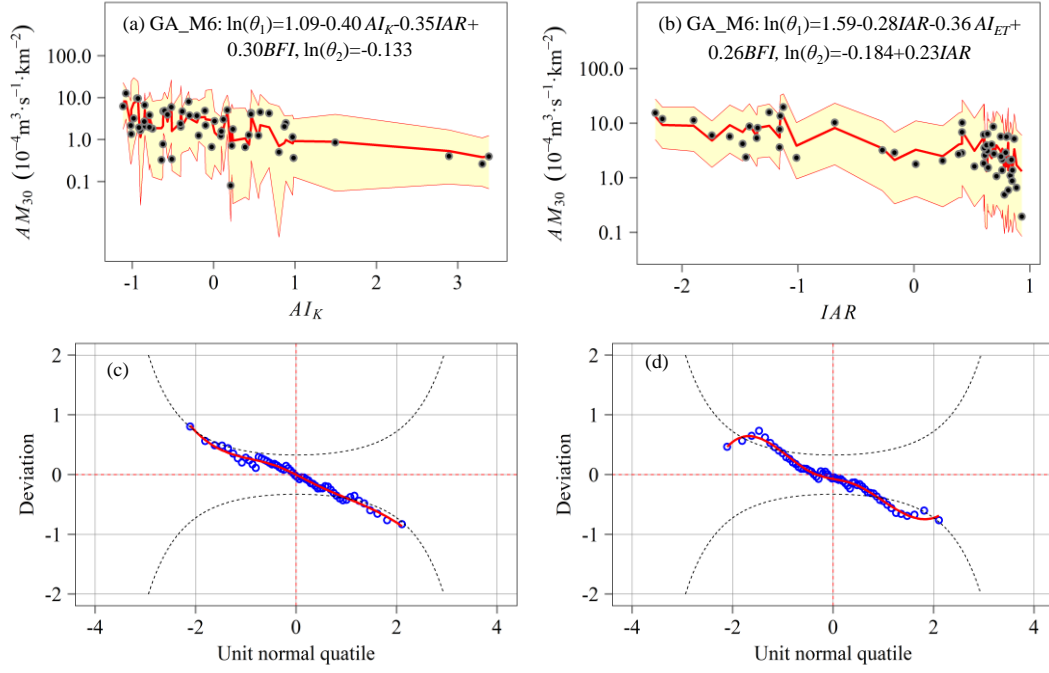 (a) GA_M6: ln(θ1)=1.09-0.40 AIK-0.35IAR+
0.30BFI, ln(θ2)=-0.133
100.0
10.0
1.0
0.1
AM30 (10-4m3·s-1·km-2)
-1 0 1 2 3
AIK
(b) GA_M6: ln(θ1)=1.59-0.28IAR-0.36 AIET+
0.26BFI, ln(θ2)=-0.184+0.23IAR
100.0
10.0
1.0
0.1
AM30 (10-4m3·s-1·km-2)
-2 -1 0 1
IAR
(c)
2
1
0
-1
-2
Deviation
-4 -2 0 2 4
Unit normal quatile
(d)
2
1
0
-1
-2
Deviation
-4 -2 0 2 4
Unit normal quatile